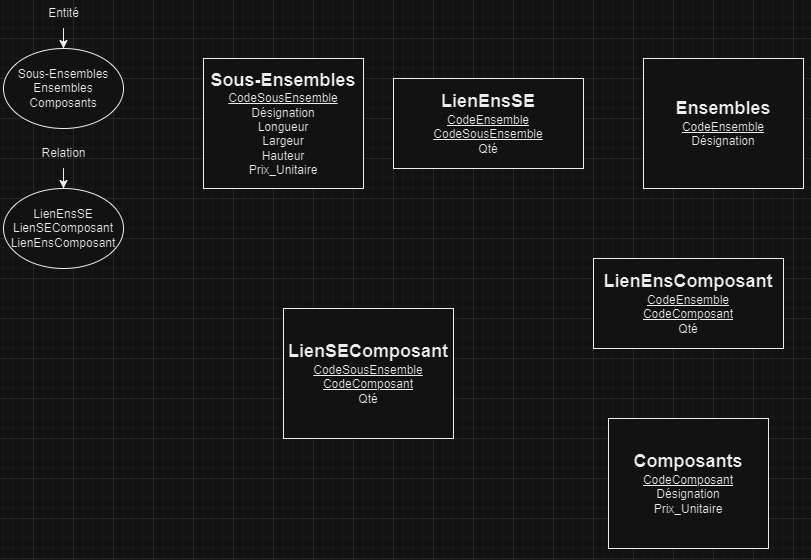 Entité
Sous-Ensembles
Ensembles
Composants
Relation
LienEnsSE
LienSEComposant
LienEnsComposant
Sous-Ensembles
CodeSousEnsemble
Désignation
Longueur
Largeur
Hauteur
Prix_Unitaire
LienEnsSE
CodeEnsemble
CodeSousEnsemble
Qté
Ensembles
CodeEnsemble
Désignation
LienEnsComposant
CodeEnsemble
CodeComposant
Qté
LienSEComposant
CodeSousEnsemble
CodeComposant
Qté
Composants
CodeComposant
Désignation
Prix_Unitaire